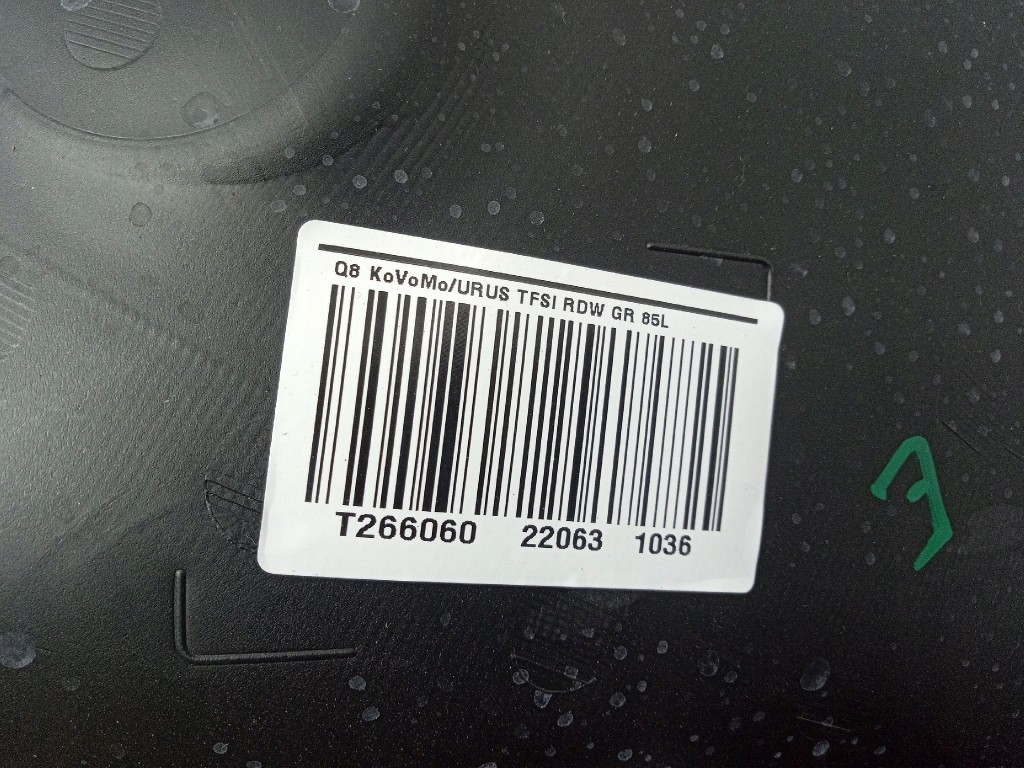 Q8 KoVoMo/URUS TFSI RDW GR 85L
T266060 22063 1036